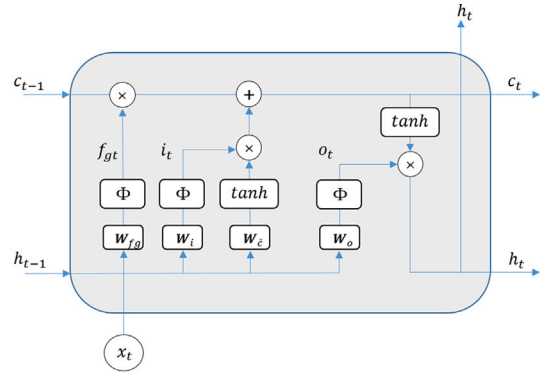 h_t
c_{t-1} × + c_t
tanh
f_{gt} i_t × o_t ×
Φ Φ tanh Φ
W_{fg} W_i W_{c̄} W_o
h_{t-1} h_t
x_t